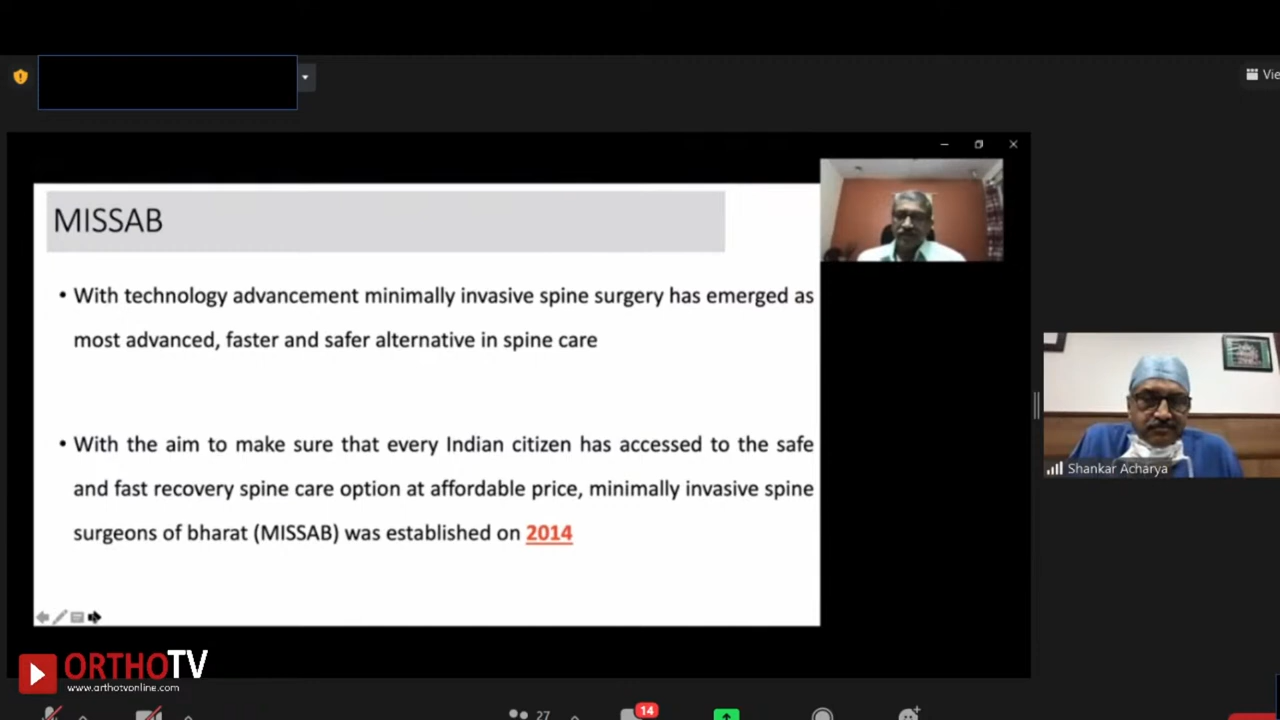 Vie
MISSAB
• With technology advancement minimally invasive spine surgery has emerged as
most advanced, faster and safer alternative in spine care
• With the aim to make sure that every Indian citizen has accessed to the safe
and fast recovery spine care option at affordable price, minimally invasive spine
surgeons of bharat (MISSAB) was established on 2014
Shankar Acharya
ORTHOTV
www.orthotvonline.com
27
14